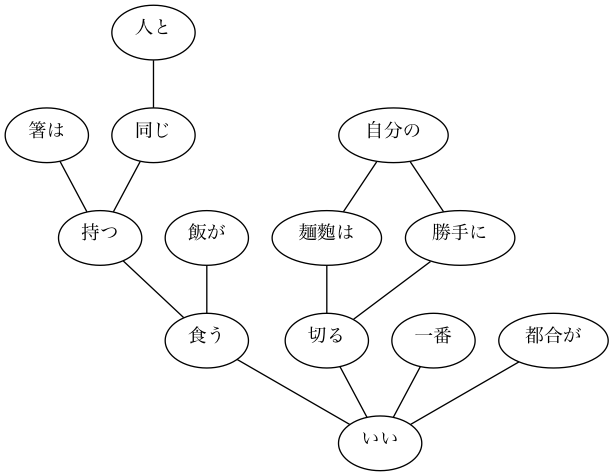 人と
箸は
同じ
自分の
持つ
飯が
麺麭は
勝手に
食う
切る
一番
都合が
いい